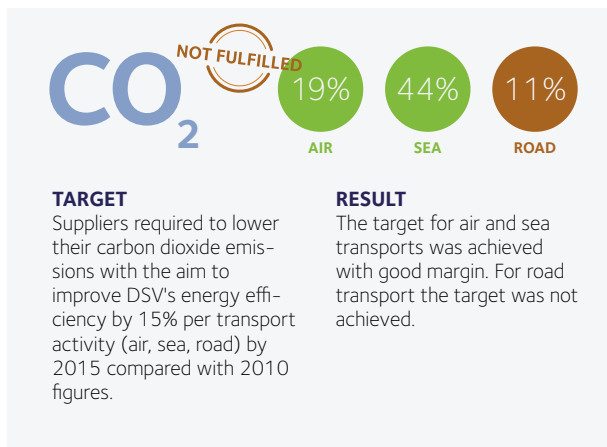 CO2
NOT FULFILLED
19%
44%
11%
AIR
SEA
ROAD
TARGET
Suppliers required to lower
their carbon dioxide emis-
sions with the aim to
improve DSV's energy effi-
ciency by 15% per transport
activity (air, sea, road) by
2015 compared with 2010
figures.
RESULT
The target for air and sea
transports was achieved
with good margin. For road
transport the target was not
achieved.